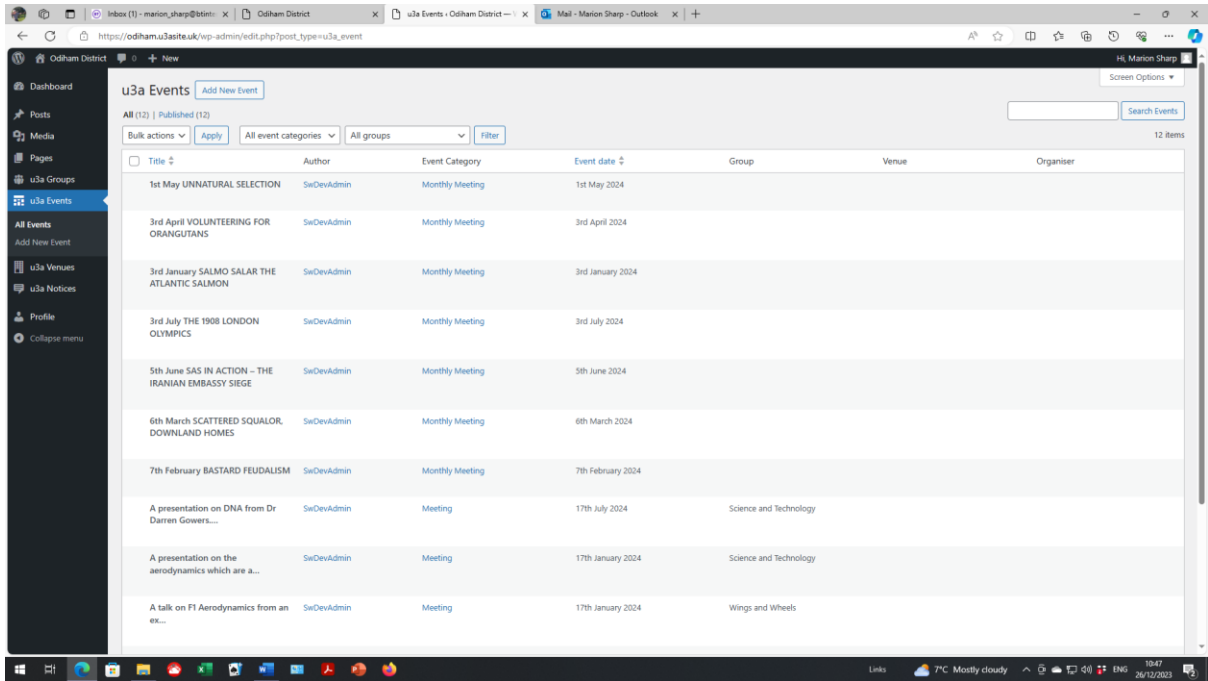 Inbox (1) - marion_sharp@btinte
Odiham District
u3a Events ‹ Odiham District —
Mail - Marion Sharp - Outlook
https://odiham.u3asite.uk/wp-admin/edit.php?post_type=u3a_event
Odiham District 0 + New
Hi, Marion Sharp
Screen Options ▼
Dashboard
Posts
Media
Pages
u3a Groups
u3a Events
All Events
Add New Event
u3a Venues
u3a Notices
Profile
Collapse menu
u3a Events Add New Event
All (12) | Published (12)
Search Events
Bulk actions Apply All event categories All groups Filter
12 items
Title Author Event Category Event date Group Venue Organiser
1st May UNNATURAL SELECTION SwDevAdmin Monthly Meeting 1st May 2024
3rd April VOLUNTEERING FOR SwDevAdmin Monthly Meeting 3rd April 2024
ORANGUTANS
3rd January SALMO SALAR THE SwDevAdmin Monthly Meeting 3rd January 2024
ATLANTIC SALMON
3rd July THE 1908 LONDON SwDevAdmin Monthly Meeting 3rd July 2024
OLYMPICS
5th June SAS IN ACTION – THE SwDevAdmin Monthly Meeting 5th June 2024
IRANIAN EMBASSY SIEGE
6th March SCATTERED SQUALOR, SwDevAdmin Monthly Meeting 6th March 2024
DOWNLAND HOMES
7th February BASTARD FEUDALISM SwDevAdmin Monthly Meeting 7th February 2024
A presentation on DNA from Dr SwDevAdmin Meeting 17th July 2024 Science and Technology
Darren Gowers....
A presentation on the SwDevAdmin Meeting 17th January 2024 Science and Technology
aerodynamics which are a...
A talk on F1 Aerodynamics from an SwDevAdmin Meeting 17th January 2024 Wings and Wheels
ex...
Links 7°C Mostly cloudy ENG 10:47
26/12/2023